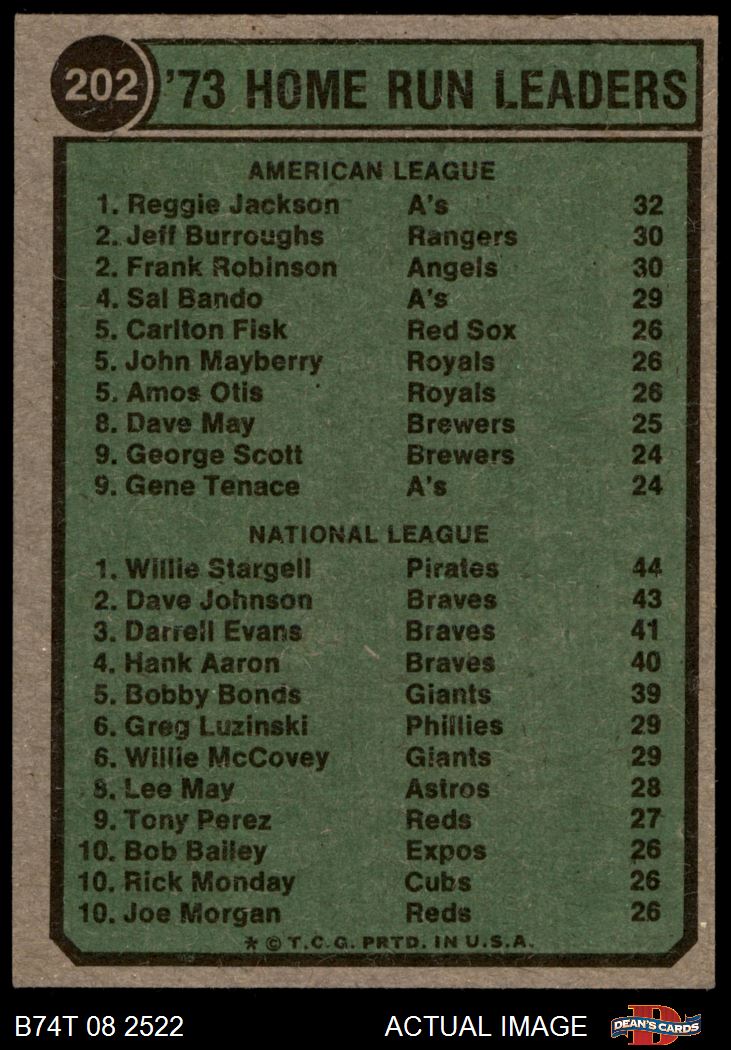 202 '73 HOME RUN LEADERS
AMERICAN LEAGUE
1. Reggie Jackson A's 32
2. Jeff Burroughs Rangers 30
2. Frank Robinson Angels 30
4. Sal Bando A's 29
5. Carlton Fisk Red Sox 26
5. John Mayberry Royals 26
5. Amos Otis Royals 26
8. Dave May Brewers 25
9. George Scott Brewers 24
9. Gene Tenace A's 24
NATIONAL LEAGUE
1. Willie Stargell Pirates 44
2. Dave Johnson Braves 43
3. Darrell Evans Braves 41
4. Hank Aaron Braves 40
5. Bobby Bonds Giants 39
6. Greg Luzinski Phillies 29
6. Willie McCovey Giants 29
8. Lee May Astros 28
9. Tony Perez Reds 27
10. Bob Bailey Expos 26
10. Rick Monday Cubs 26
10. Joe Morgan Reds 26
* © T.C.G. PRTD. IN U.S.A.
B74T 08 2522 ACTUAL IMAGE
D
DEAN'S CARDS